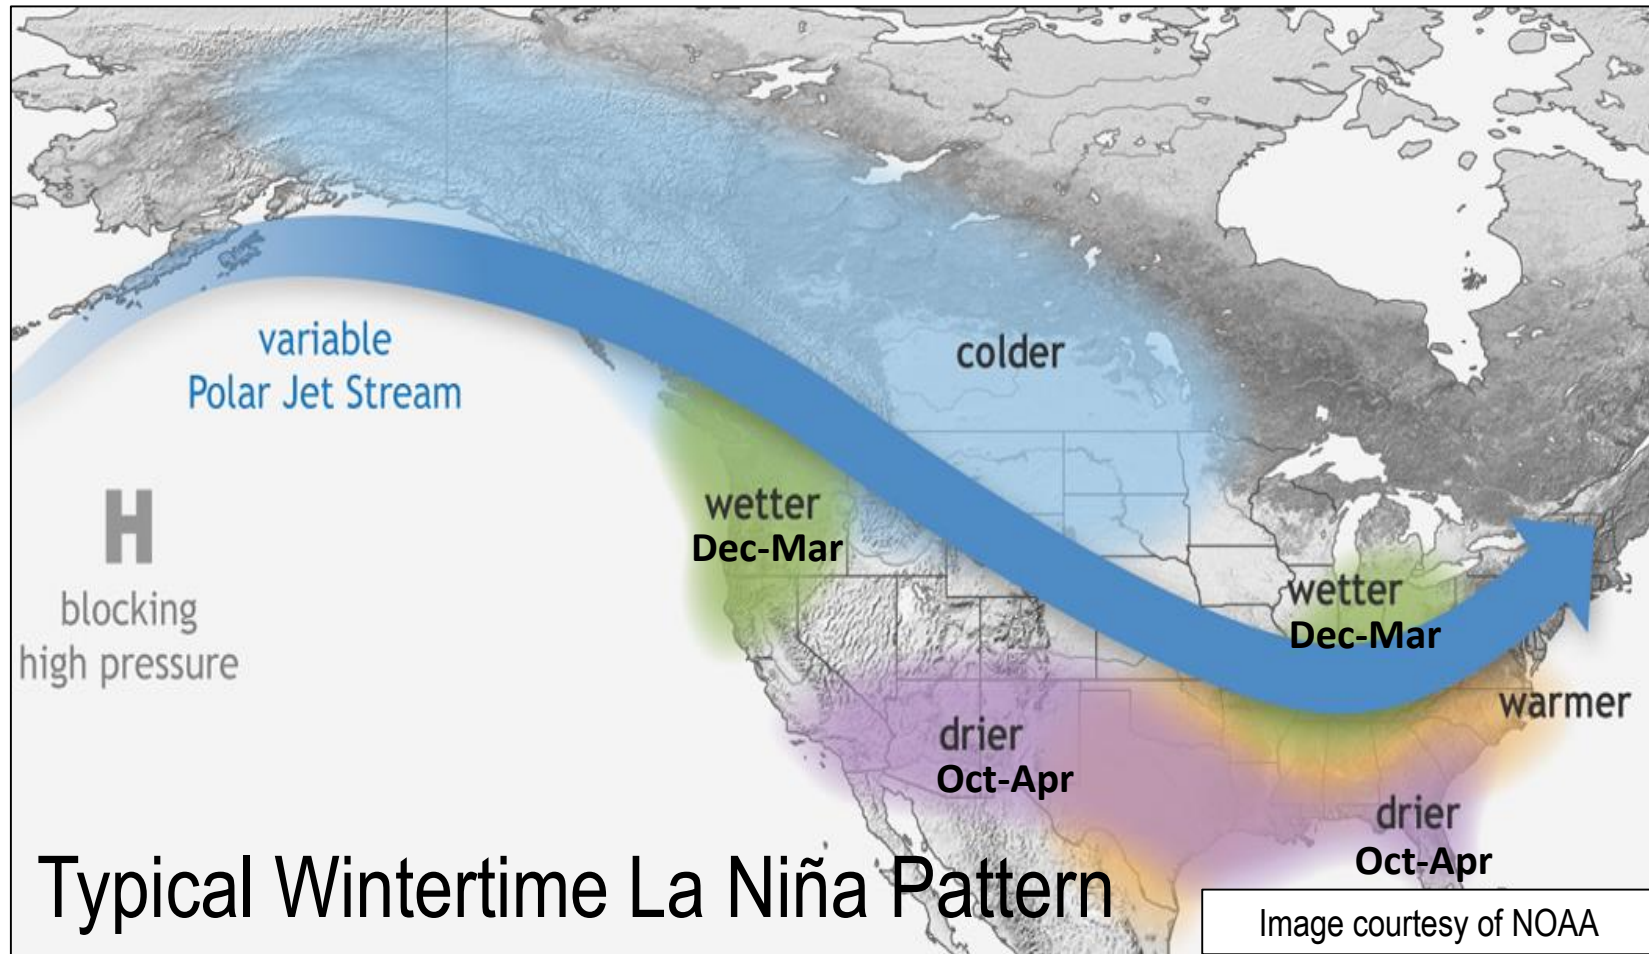 variable
Polar Jet Stream
colder
H
blocking
high pressure
wetter
Dec-Mar
wetter
Dec-Mar
warmer
drier
Oct-Apr
drier
Oct-Apr
Typical Wintertime La Niña Pattern
Image courtesy of NOAA